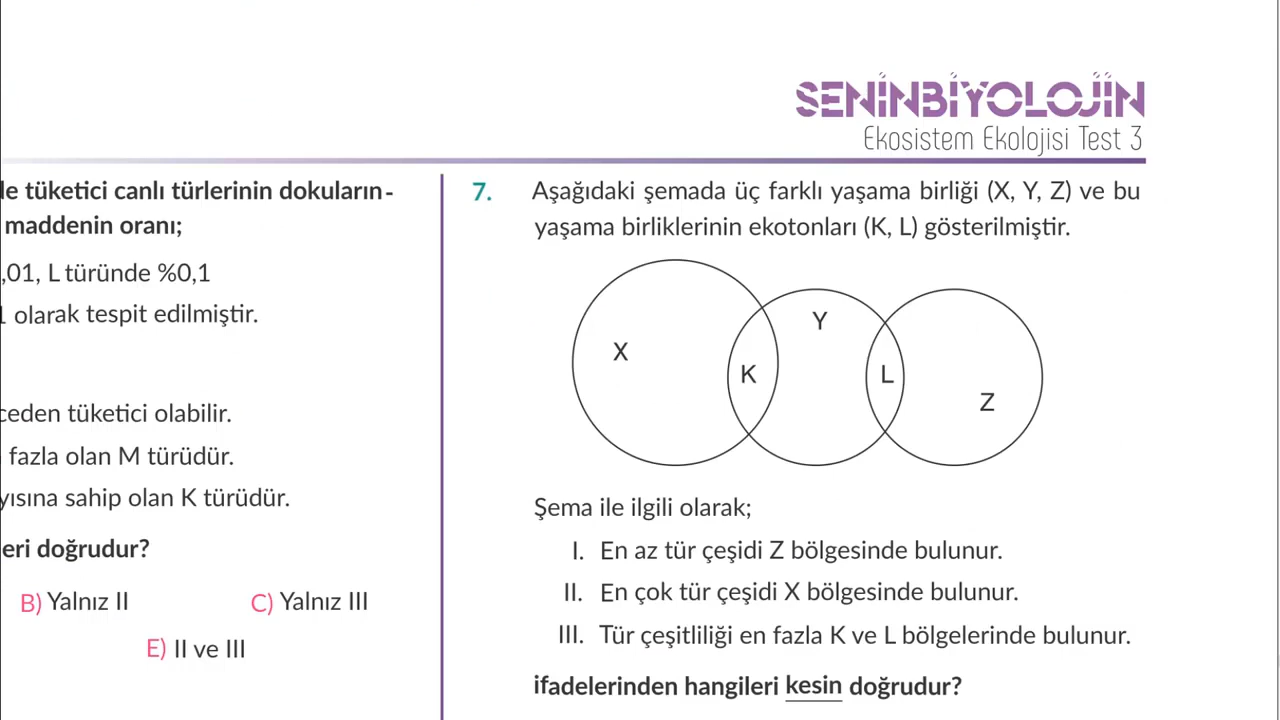 SENİNBİYOLOJİN
Ekosistem Ekolojisi Test 3
le tüketici canlı türlerinin dokuların-
maddenin oranı;
,01, L türünde %0,1
1 olarak tespit edilmiştir.
ceden tüketici olabilir.
fazla olan M türüdür.
yısına sahip olan K türüdür.
eri doğrudur?
B) Yalnız II
C) Yalnız III
E) II ve III
7. Aşağıdaki şemada üç farklı yaşama birliği (X, Y, Z) ve bu
yaşama birliklerinin ekotonları (K, L) gösterilmiştir.
X
K
Y
L
Z
Şema ile ilgili olarak;
I. En az tür çeşidi Z bölgesinde bulunur.
II. En çok tür çeşidi X bölgesinde bulunur.
III. Tür çeşitliliği en fazla K ve L bölgelerinde bulunur.
ifadelerinden hangileri kesin doğrudur?